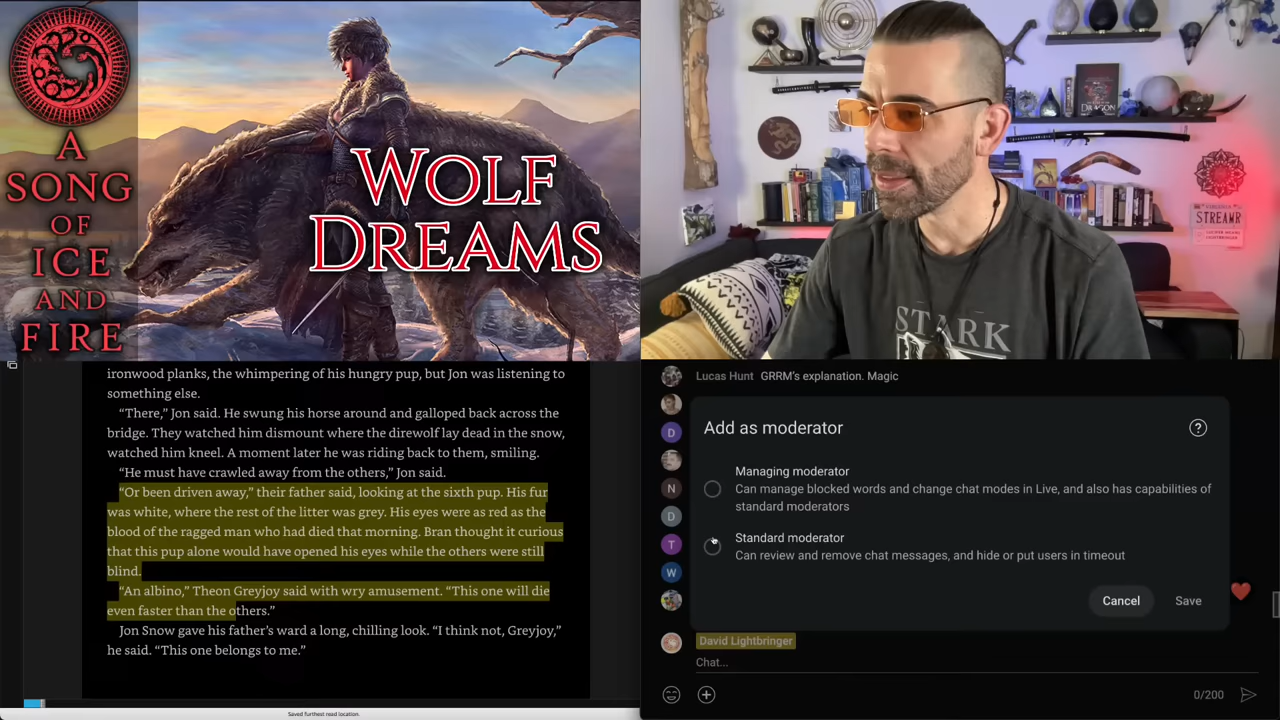 A
SONG
OF
ICE
AND
FIRE
WOLF
DREAMS
DRAGON
STREAMR
STARK
ironwood planks, the whimpering of his hungry pup, but Jon was listening to
something else.
“There,” Jon said. He swung his horse around and galloped back across the
bridge. They watched him dismount where the direwolf lay dead in the snow,
watched him kneel. A moment later he was riding back to them, smiling.
“He must have crawled away from the others,” Jon said.
“Or been driven away,” their father said, looking at the sixth pup. His fur
was white, where the rest of the litter was grey. His eyes were as red as the
blood of the ragged man who had died that morning. Bran thought it curious
that this pup alone would have opened his eyes while the others were still
blind.
“An albino,” Theon Greyjoy said with wry amusement. “This one will die
even faster than the others.”
Jon Snow gave his father’s ward a long, chilling look. “I think not, Greyjoy,”
he said. “This one belongs to me.”
Saved furthest read location.
Lucas Hunt GRRM’s explanation. Magic
D
N
D
T
W
Add as moderator
?
Managing moderator
Can manage blocked words and change chat modes in Live, and also has capabilities of
standard moderators
Standard moderator
Can review and remove chat messages, and hide or put users in timeout
Cancel Save
David Lightbringer
Chat...
0/200